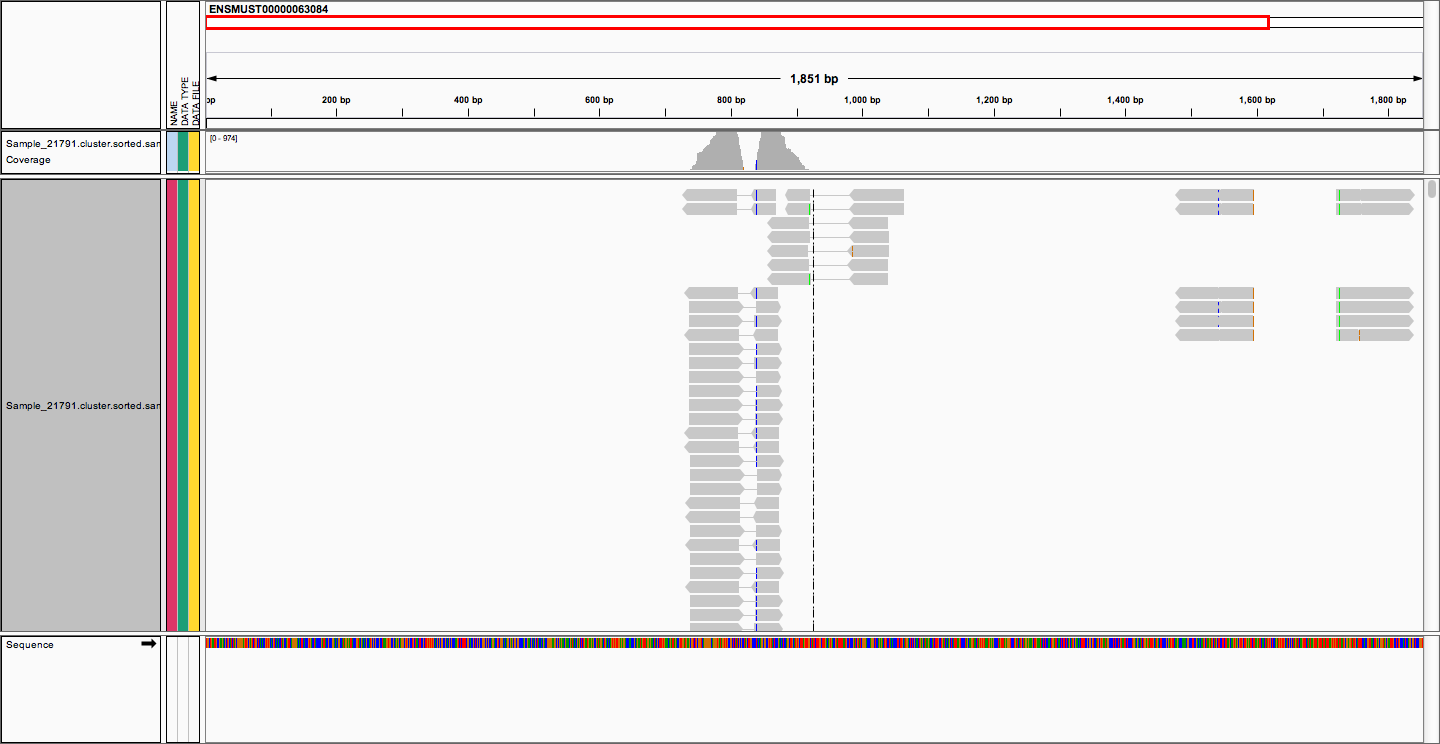 ENSMUST00000063084
1,851 bp
bp
200 bp
400 bp
600 bp
800 bp
1,000 bp
1,200 bp
1,400 bp
1,600 bp
1,800 bp
NAME
DATA TYPE
DATA FILE
Sample_21791.cluster.sorted.sar
Coverage
[0 - 974]
Sample_21791.cluster.sorted.sar
Sequence